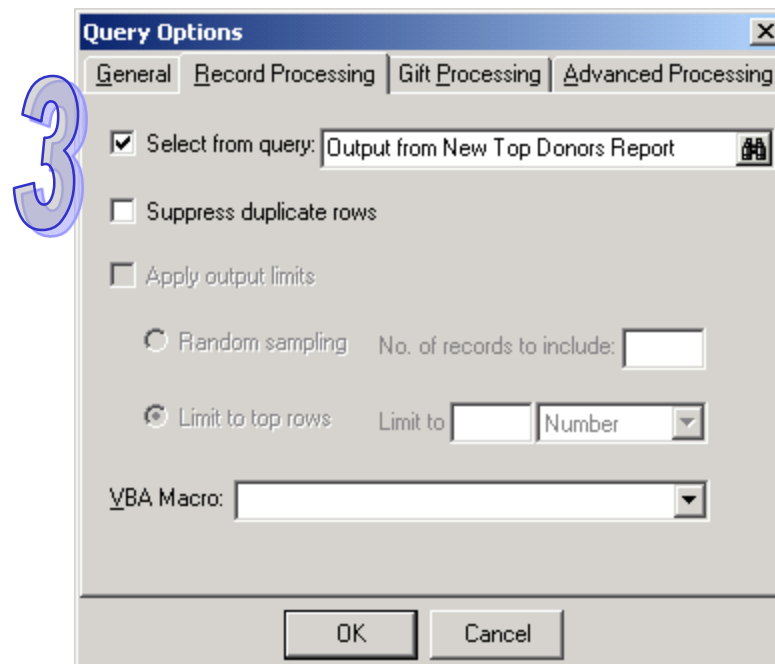 Query Options
General Record Processing Gift Processing Advanced Processing
3
Select from query: Output from New Top Donors Report
Suppress duplicate rows
Apply output limits
Random sampling No. of records to include:
Limit to top rows Limit to Number
VBA Macro:
OK Cancel